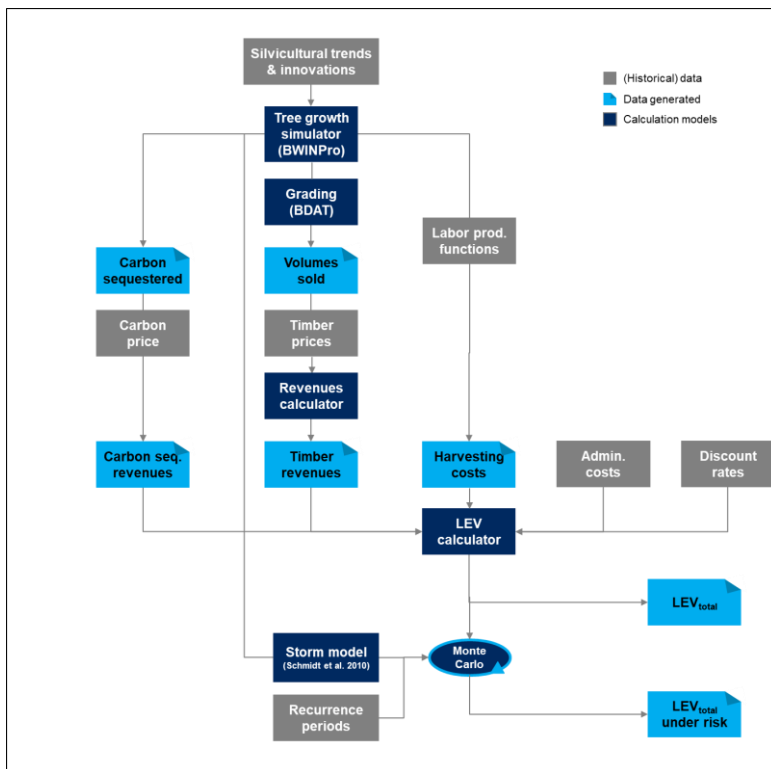 Silvicultural trends
& innovations
(Historical) data
Data generated
Calculation models
Tree growth
simulator
(BWINPro)
Grading
(BDAT)
Labor prod.
functions
Carbon
sequestered
Volumes
sold
Carbon
price
Timber
prices
Revenues
calculator
Carbon seq.
revenues
Timber
revenues
Harvesting
costs
Admin.
costs
Discount
rates
LEV
calculator
LEVtotal
Storm model
(Schmidt et al. 2010)
Monte
Carlo
Recurrence
periods
LEVtotal
under risk